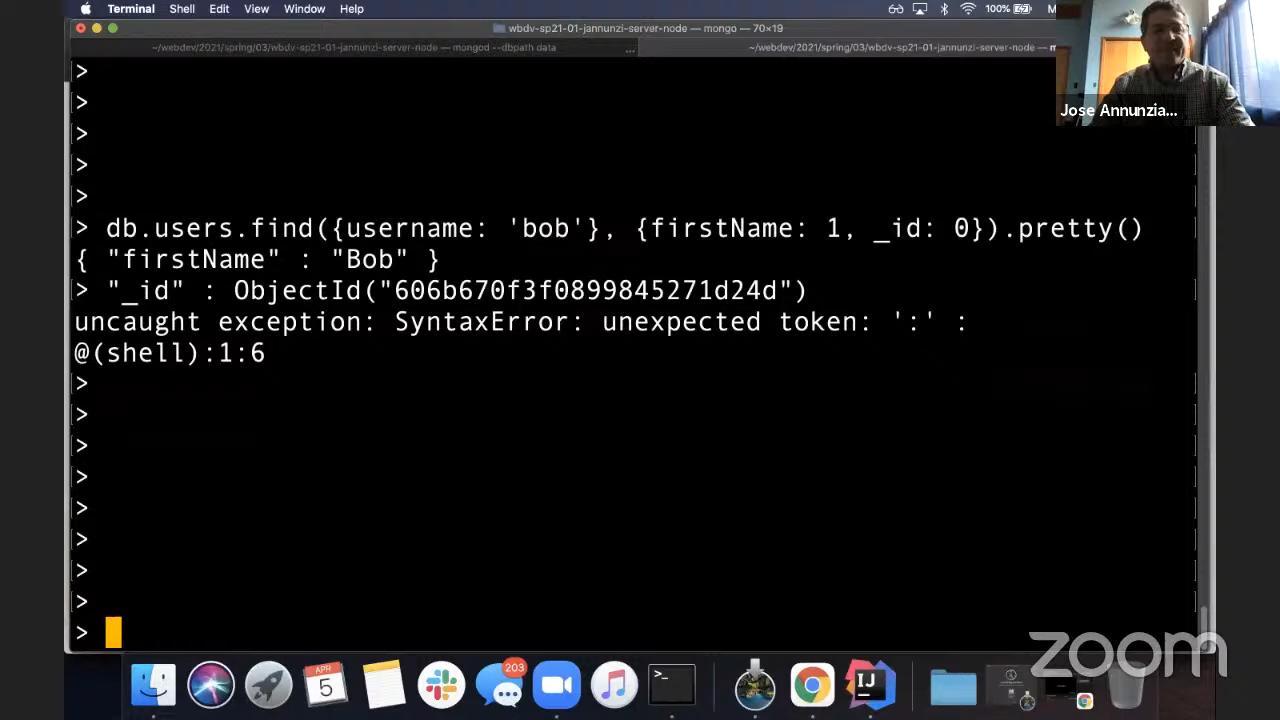 Terminal Shell Edit View Window Help 100%
wbdv-sp21-01-jannunzi-server-node — mongo — 70×19
~/webdev/2021/spring/03/wbdv-sp21-01-jannunzi-server-node — mongod --dbpath data ... ~/webdev/2021/spring/03/wbdv-sp21-01-jannunzi-server-node —
Jose Annunzia...
>
>
>
>
>
> db.users.find({username: 'bob'}, {firstName: 1, _id: 0}).pretty()
{ "firstName" : "Bob" }
> "_id" : ObjectId("606b670f3f0899845271d24d")
uncaught exception: SyntaxError: unexpected token: ':' :
@(shell):1:6
>
>
>
>
>
>
>
>
>
zoom
APR
5
203
>_
IJ